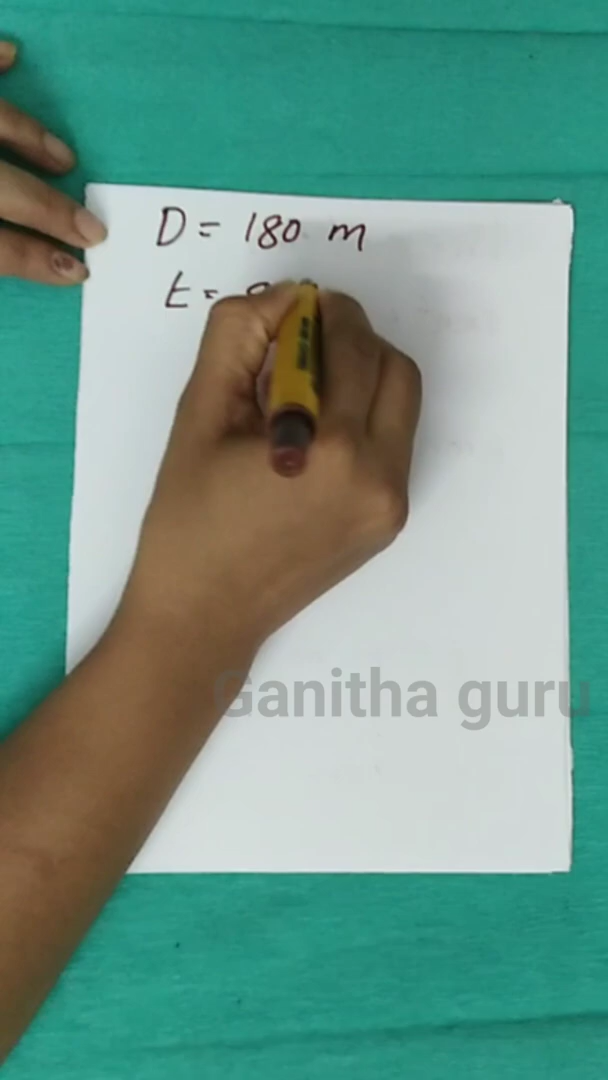 D = 180 m
t =
Ganitha guru